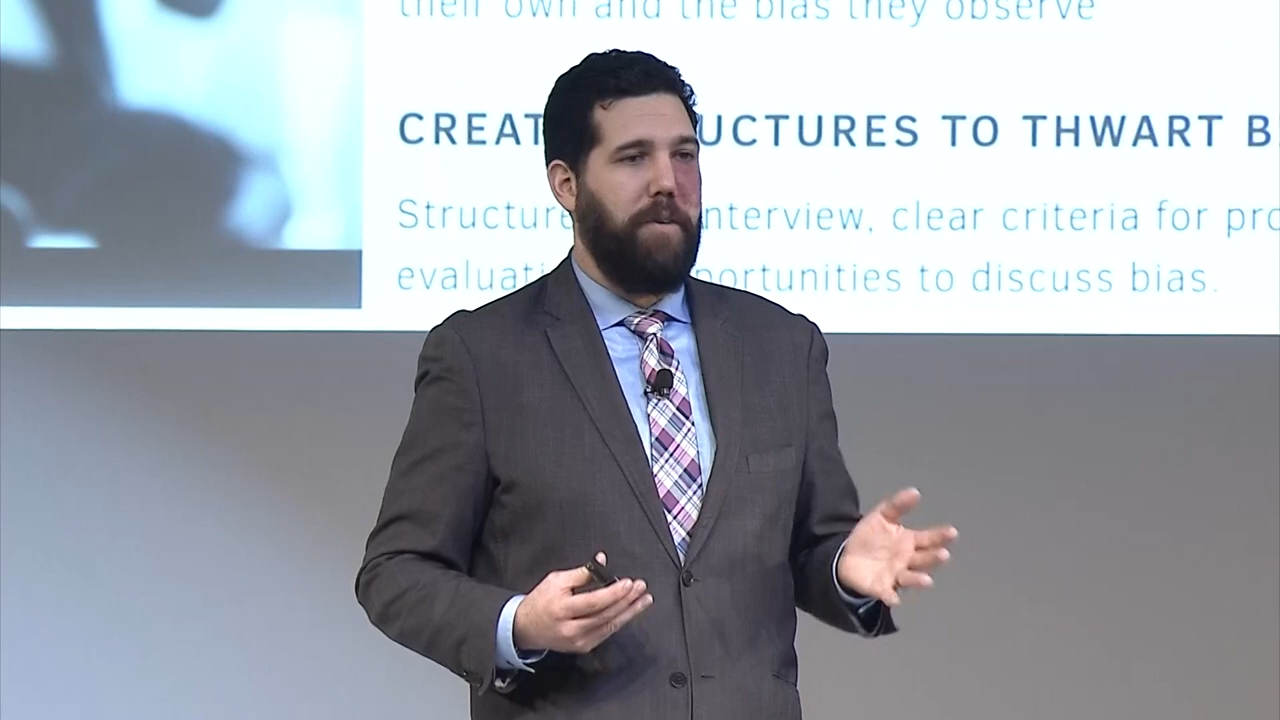 their own and the bias they observe
CREAT UCTURES TO THWART B
Structure nterview, clear criteria for pro
evaluati portunities to discuss bias.